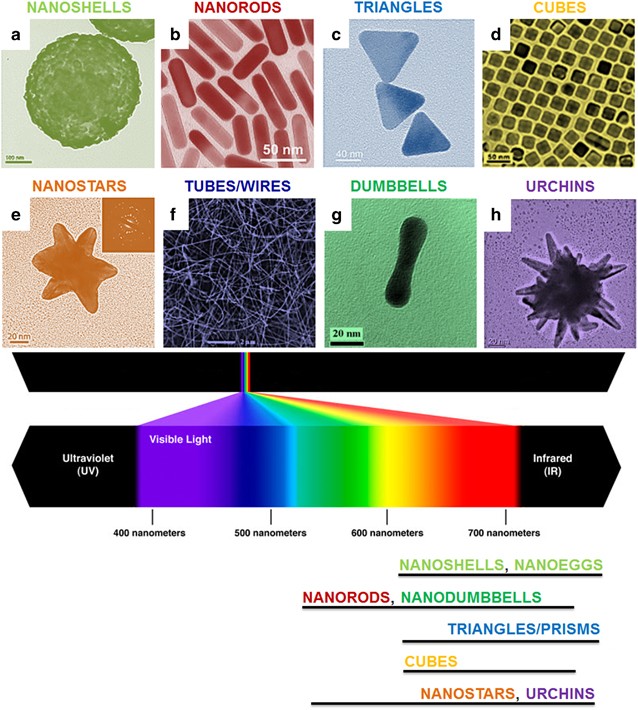 NANOSHELLS NANORODS TRIANGLES CUBES
a b c d
100 nm 50 nm 40 nm 50 nm
NANOSTARS TUBES/WIRES DUMBBELLS URCHINS
e f g h
20 nm 20 nm 20 nm
Visible Light
Ultraviolet Infrared
(UV) (IR)
400 nanometers 500 nanometers 600 nanometers 700 nanometers
NANOSHELLS, NANOEGGS
NANORODS, NANODUMBBELLS
TRIANGLES/PRISMS
CUBES
NANOSTARS, URCHINS